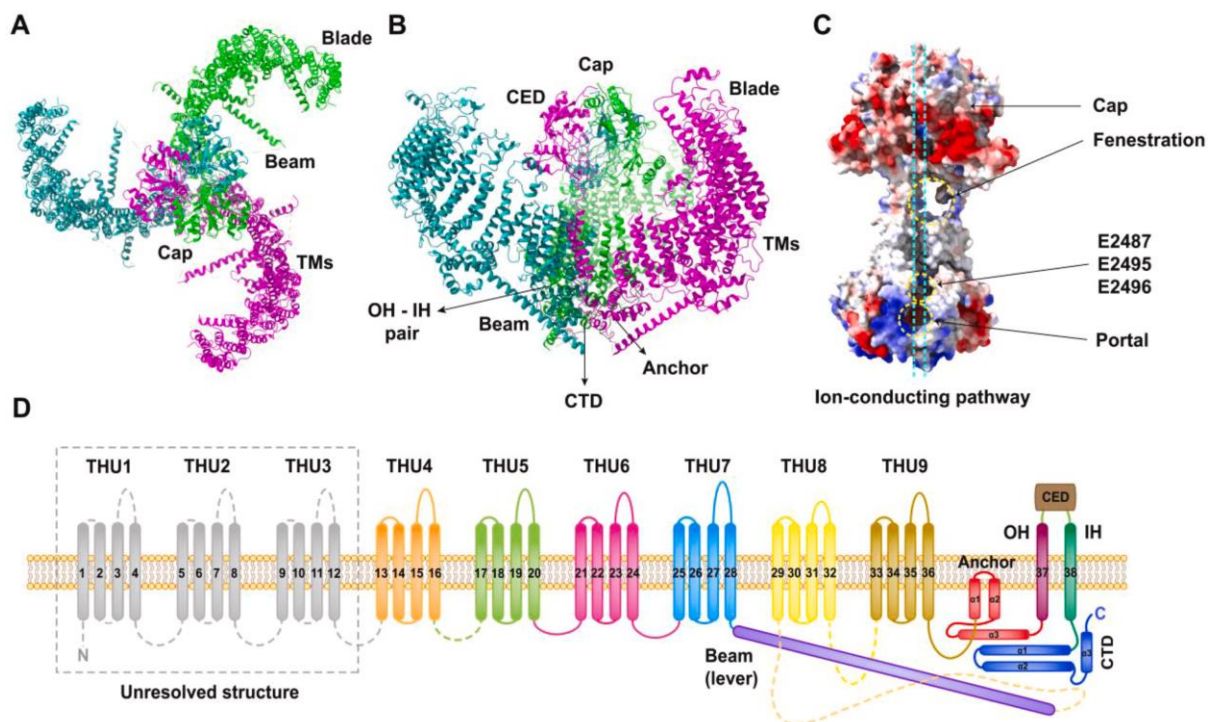 A
Blade
Beam
Cap
TMs
B
Cap
CED
Blade
TMs
OH - IH
pair
Beam
Anchor
CTD
C
Cap
Fenestration
E2487
E2495
E2496
Portal
Ion-conducting pathway
D
THU1 THU2 THU3 THU4 THU5 THU6 THU7 THU8 THU9
CED
OH IH
Anchor
1 2 3 4 5 6 7 8 9 10 11 12 13 14 15 16 17 18 19 20 21 22 23 24 25 26 27 28 29 30 31 32 33 34 35 36 37 38
α1 α2
N
C
α3
α1
α2
α3
CTD
Beam
(lever)
Unresolved structure